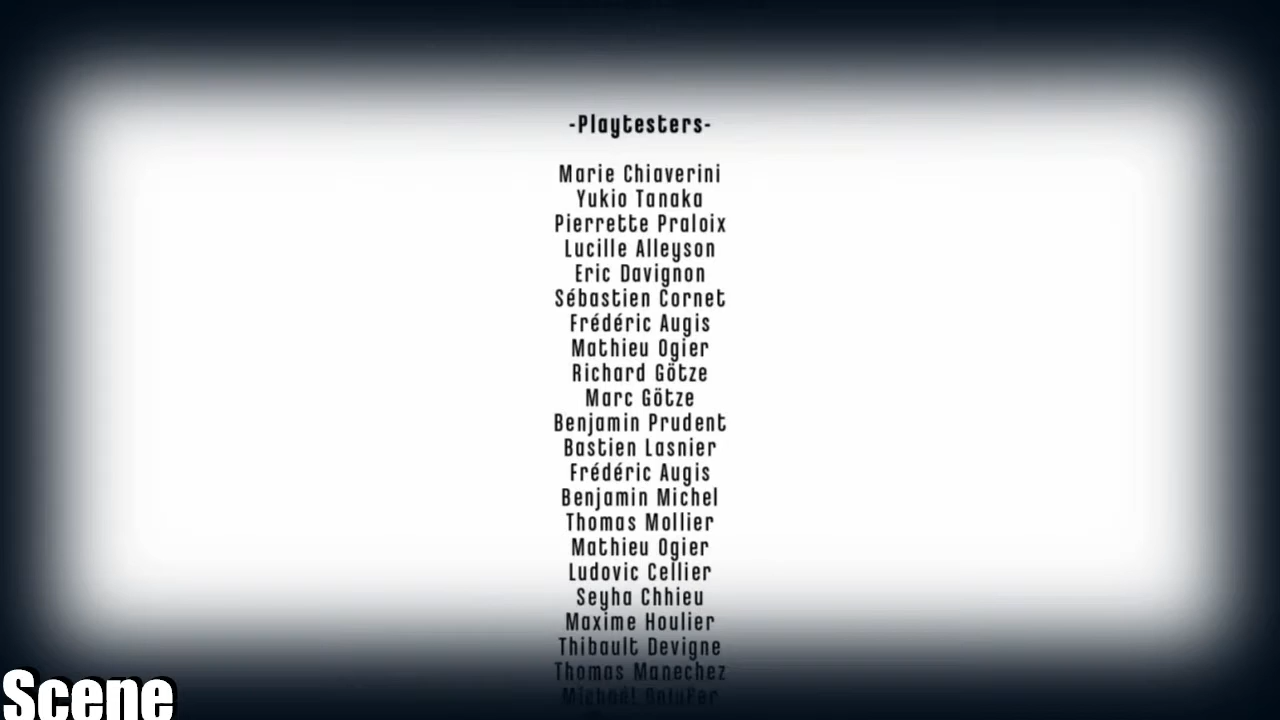 -Playtesters-
Marie Chiaverini
Yukio Tanaka
Pierrette Praloix
Lucille Alleyson
Eric Davignon
Sébastien Cornet
Frédéric Augis
Mathieu Ogier
Richard Götze
Marc Götze
Benjamin Prudent
Bastien Lasnier
Frédéric Augis
Benjamin Michel
Thomas Mollier
Mathieu Ogier
Ludovic Cellier
Seyha Chhieu
Maxime Houlier
Thibault Devigne
Thomas Manechez
Scene